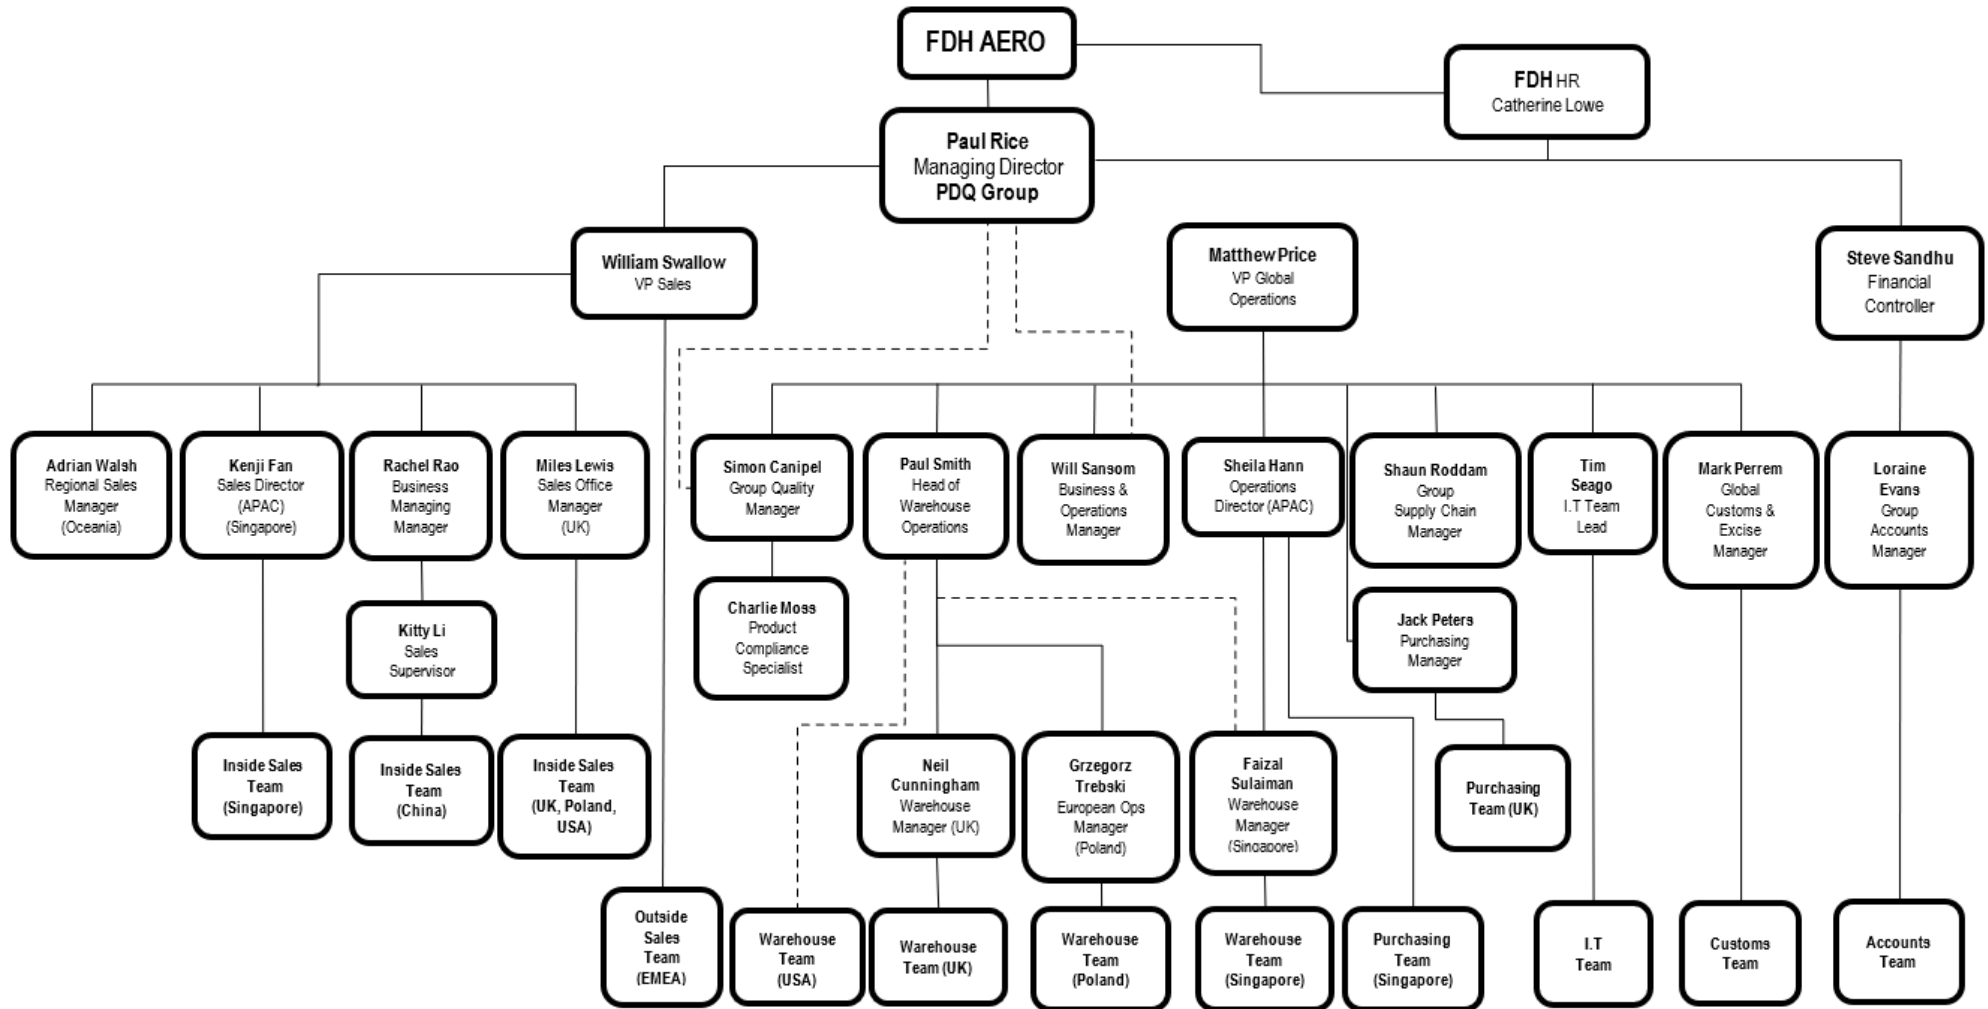 FDH AERO
FDH HR
Catherine Lowe
Paul Rice
Managing Director
PDQ Group
William Swallow
VP Sales
Matthew Price
VP Global
Operations
Steve Sandhu
Financial
Controller
Adrian Walsh
Regional Sales
Manager
(Oceania)
Kenji Fan
Sales Director
(APAC)
(Singapore)
Rachel Rao
Business
Managing
Manager
Miles Lewis
Sales Office
Manager
(UK)
Simon Canipel
Group Quality
Manager
Paul Smith
Head of
Warehouse
Operations
Will Sansom
Business &
Operations
Manager
Sheila Hann
Operations
Director (APAC)
Shaun Roddam
Group
Supply Chain
Manager
Tim
Seago
I.T Team
Lead
Mark Perrem
Global
Customs &
Excise
Manager
Loraine
Evans
Group
Accounts
Manager
Charlie Moss
Product
Compliance
Specialist
Kitty Li
Sales
Supervisor
Jack Peters
Purchasing
Manager
Inside Sales
Team
(Singapore)
Inside Sales
Team
(China)
Inside Sales
Team
(UK, Poland,
USA)
Neil
Cunningham
Warehouse
Manager (UK)
Grzegorz
Trebski
European Ops
Manager
(Poland)
Faizal
Sulaiman
Warehouse
Manager
(Singapore)
Purchasing
Team (UK)
Outside
Sales
Team
(EMEA)
Warehouse
Team
(USA)
Warehouse
Team (UK)
Warehouse
Team
(Poland)
Warehouse
Team
(Singapore)
Purchasing
Team
(Singapore)
I.T
Team
Customs
Team
Accounts
Team